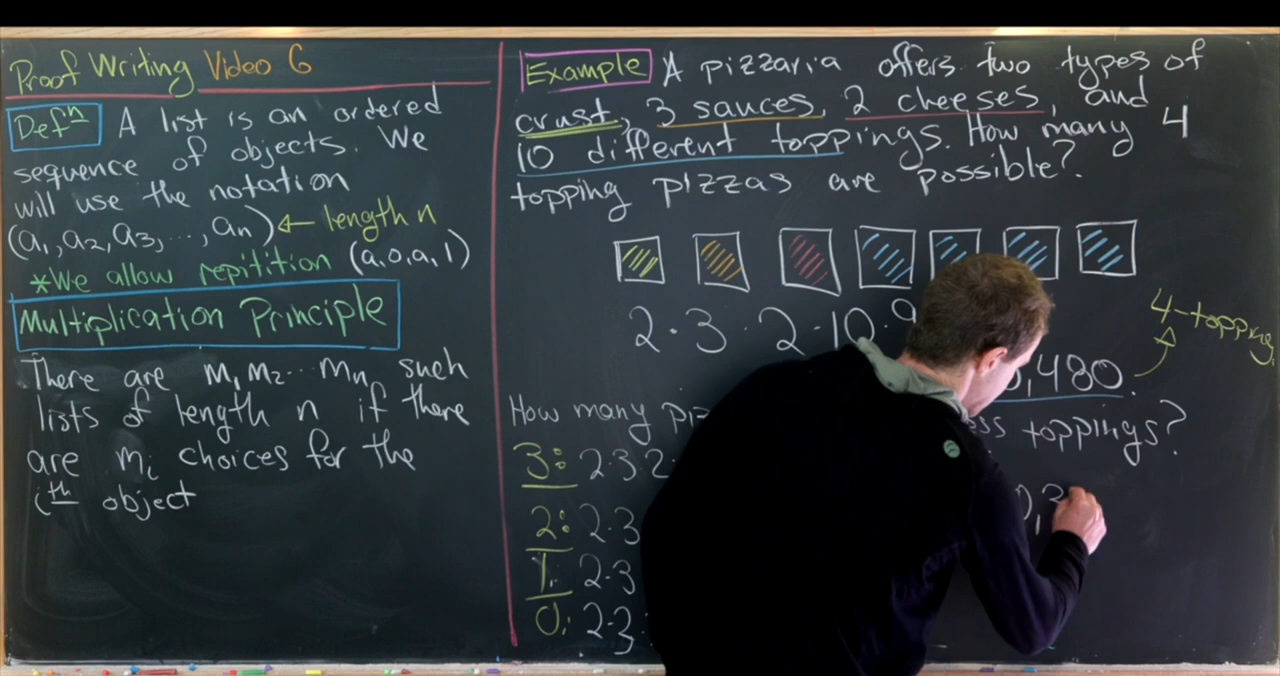 Proof Writing Video 6
Defⁿ A list is an ordered
sequence of objects. We
will use the notation
(a₁, a₂, a₃, ..., aₙ) ← length n
*We allow repitition (a,0,a,1)
Multiplication Principle
There are m₁m₂...mₙ such
lists of length n if there
are mᵢ choices for the
iᵗʰ object
Example A pizzaria offers two types of
crust, 3 sauces, 2 cheeses, and
10 different toppings. How many 4
topping pizzas are possible?
2·3·2·10·9
,480.
4-topping
How many toppings?
3: 2·3·2
2: 2·3
1: 2·3
0: 2·3